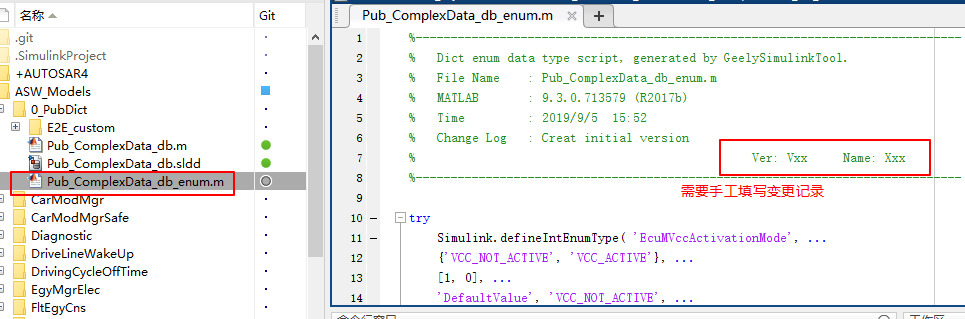 名称
Git
.git
.SimulinkProject
+AUTOSAR4
ASW_Models
0_PubDict
E2E_custom
Pub_ComplexData_db.m
Pub_ComplexData_db.sldd
Pub_ComplexData_db_enum.m
CarModMgr
CarModMgrSafe
Diagnostic
DriveLineWakeUp
DrivingCycleOffTime
EgyMgrElec
FltEgyCns
Pub_ComplexData_db_enum.m
1 %--------------------------------------------------------------------
2 % Dict enum data type script, generated by GeelySimulinkTool.
3 % File Name : Pub_ComplexData_db_enum.m
4 % MATLAB : 9.3.0.713579 (R2017b)
5 % Time : 2019/9/5 15:52
6 % Change Log : Creat initial version
7 % Ver: Vxx Name: Xxx
8 %--------------------------------------------------------------------
需要手工填写变更记录
9
10 try
11 Simulink.defineIntEnumType( 'EcuMVccActivationMode', ...
12 {'VCC_NOT_ACTIVE', 'VCC_ACTIVE'}, ...
13 [1, 0], ...
14 'DefaultValue', 'VCC_NOT_ACTIVE', ...